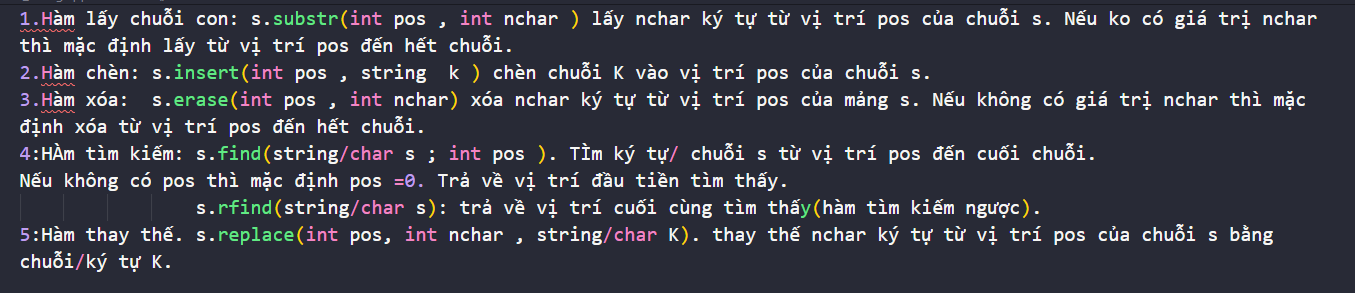 1.Hàm lấy chuỗi con: s.substr(int pos , int nchar ) lấy nchar ký tự từ vị trí pos của chuỗi s. Nếu ko có giá trị nchar
thì mặc định lấy từ vị trí pos đến hết chuỗi.
2.Hàm chèn: s.insert(int pos , string  k ) chèn chuỗi K vào vị trí pos của chuỗi s.
3.Hàm xóa:  s.erase(int pos , int nchar) xóa nchar ký tự từ vị trí pos của mảng s. Nếu không có giá trị nchar thì mặc
định xóa từ vị trí pos đến hết chuỗi.
4:HÀm tìm kiếm: s.find(string/char s ; int pos ). TÌm ký tự/ chuỗi s từ vị trí pos đến cuối chuỗi.
Nếu không có pos thì mặc định pos =0. Trả về vị trí đầu tiền tìm thấy.
s.rfind(string/char s): trả về vị trí cuối cùng tìm thấy(hàm tìm kiếm ngược).
5:Hàm thay thế. s.replace(int pos, int nchar , string/char K). thay thế nchar ký tự từ vị trí pos của chuỗi s bằng
chuỗi/ký tự K.